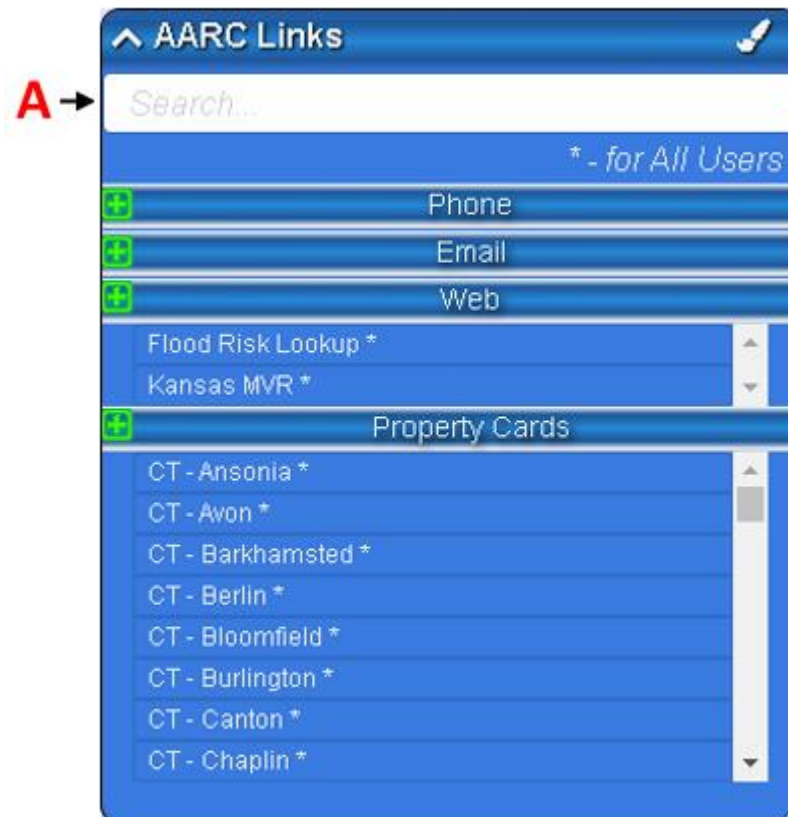 AARC Links
A
Search...
* - for All Users
Phone
Email
Web
Flood Risk Lookup *
Kansas MVR *
Property Cards
CT - Ansonia *
CT - Avon *
CT - Barkhamsted *
CT - Berlin *
CT - Bloomfield *
CT - Burlington *
CT - Canton *
CT - Chaplin *